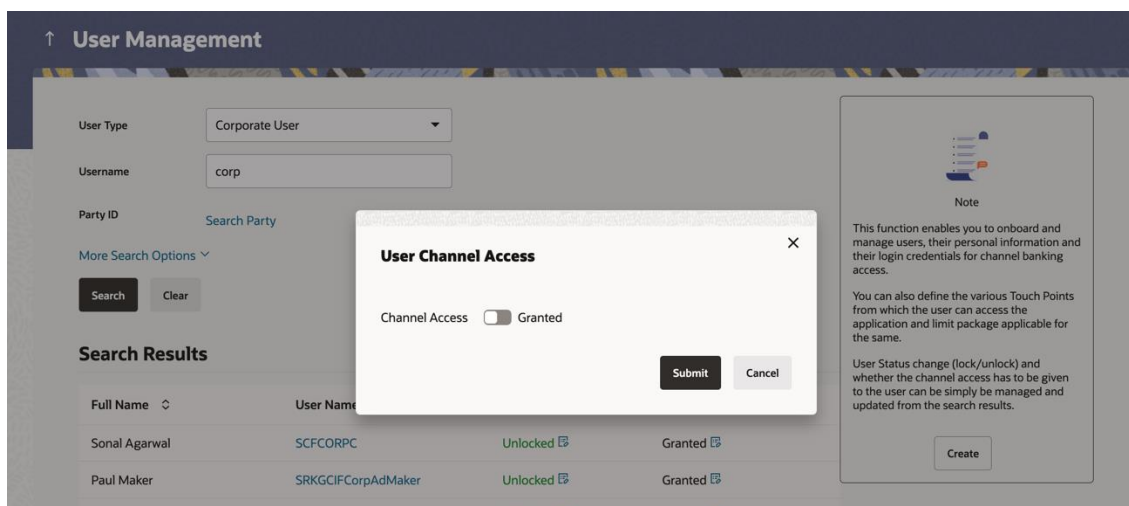 User Management
User Type
Corporate User
Username
corp
Party ID
Search Party
More Search Options
Search
Clear
Search Results
Full Name
User Name
Sonal Agarwal
SCFCORPC
Unlocked
Granted
Paul Maker
SRKGCIFCorpAdMaker
Unlocked
Granted
User Channel Access
Channel Access
Granted
Submit
Cancel
Note
This function enables you to onboard and
manage users, their personal information and
their login credentials for channel banking
access.
You can also define the various Touch Points
from which the user can access the
application and limit package applicable for
the same.
User Status change (lock/unlock) and
whether the channel access has to be given
to the user can be simply be managed and
updated from the search results.
Create